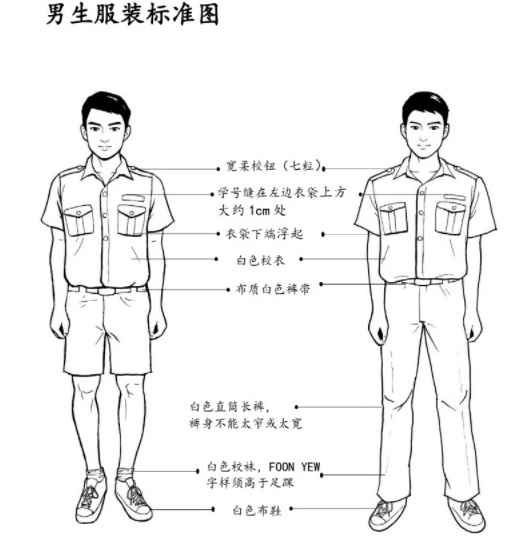 男生服装标准图
宽柔校钮（七粒）
学号缝在左边衣袋上方
大约1cm处
衣袋下端浮起
白色校衣
布质白色裤带
白色直筒长裤，
裤身不能太窄或太宽
白色校袜，FOON YEW
字样须高于足踝
白色布鞋